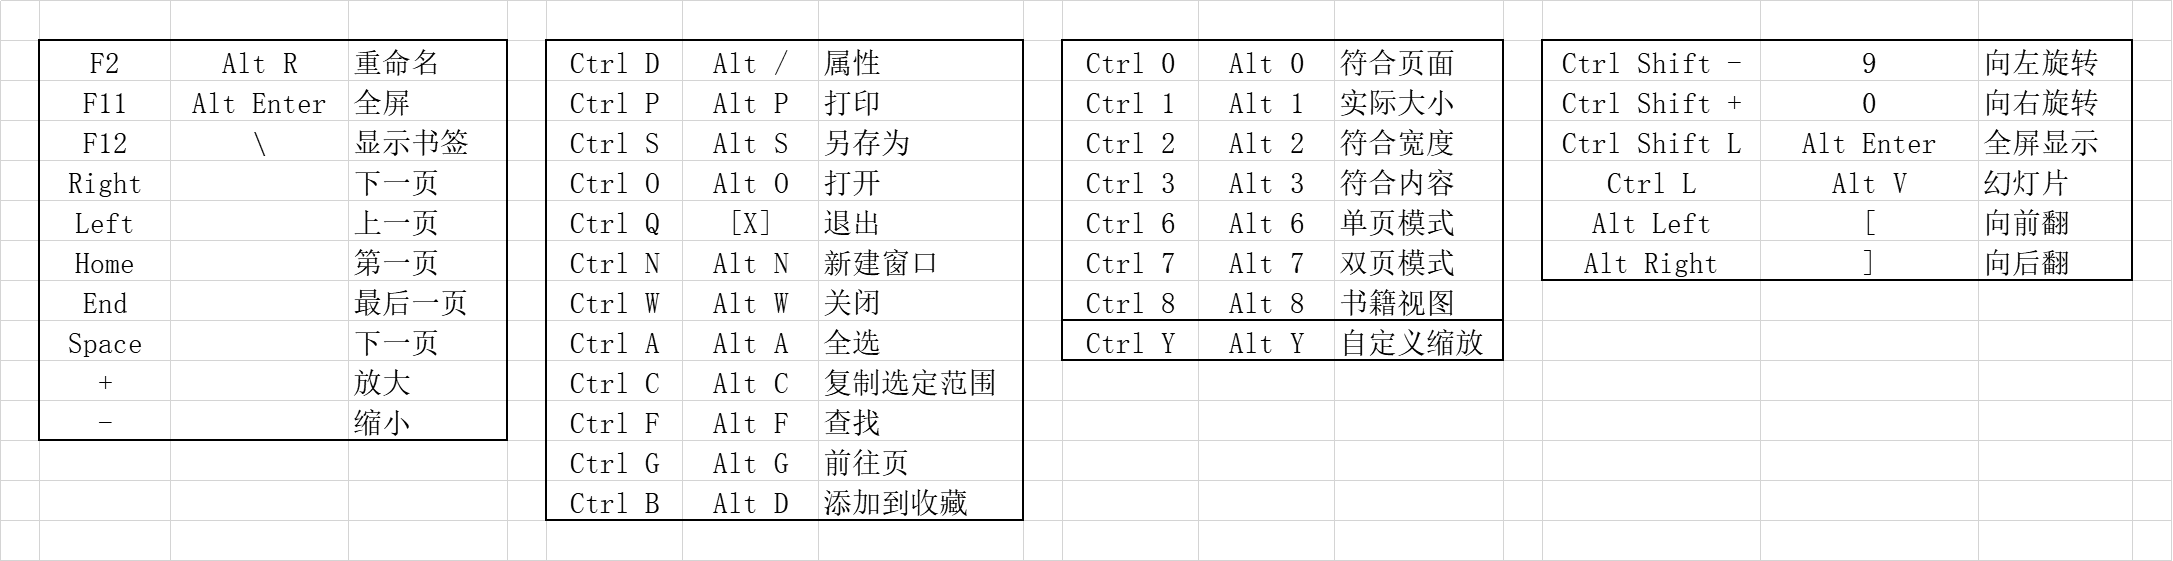 F2 Alt R 重命名
F11 Alt Enter 全屏
F12 \ 显示书签
Right 下一页
Left 上一页
Home 第一页
End 最后一页
Space 下一页
+ 放大
- 缩小
Ctrl D Alt / 属性
Ctrl P Alt P 打印
Ctrl S Alt S 另存为
Ctrl O Alt O 打开
Ctrl Q [X] 退出
Ctrl N Alt N 新建窗口
Ctrl W Alt W 关闭
Ctrl A Alt A 全选
Ctrl C Alt C 复制选定范围
Ctrl F Alt F 查找
Ctrl G Alt G 前往页
Ctrl B Alt D 添加到收藏
Ctrl 0 Alt 0 符合页面
Ctrl 1 Alt 1 实际大小
Ctrl 2 Alt 2 符合宽度
Ctrl 3 Alt 3 符合内容
Ctrl 6 Alt 6 单页模式
Ctrl 7 Alt 7 双页模式
Ctrl 8 Alt 8 书籍视图
Ctrl Y Alt Y 自定义缩放
Ctrl Shift - 9 向左旋转
Ctrl Shift + 0 向右旋转
Ctrl Shift L Alt Enter 全屏显示
Ctrl L Alt V 幻灯片
Alt Left [ 向前翻
Alt Right ] 向后翻